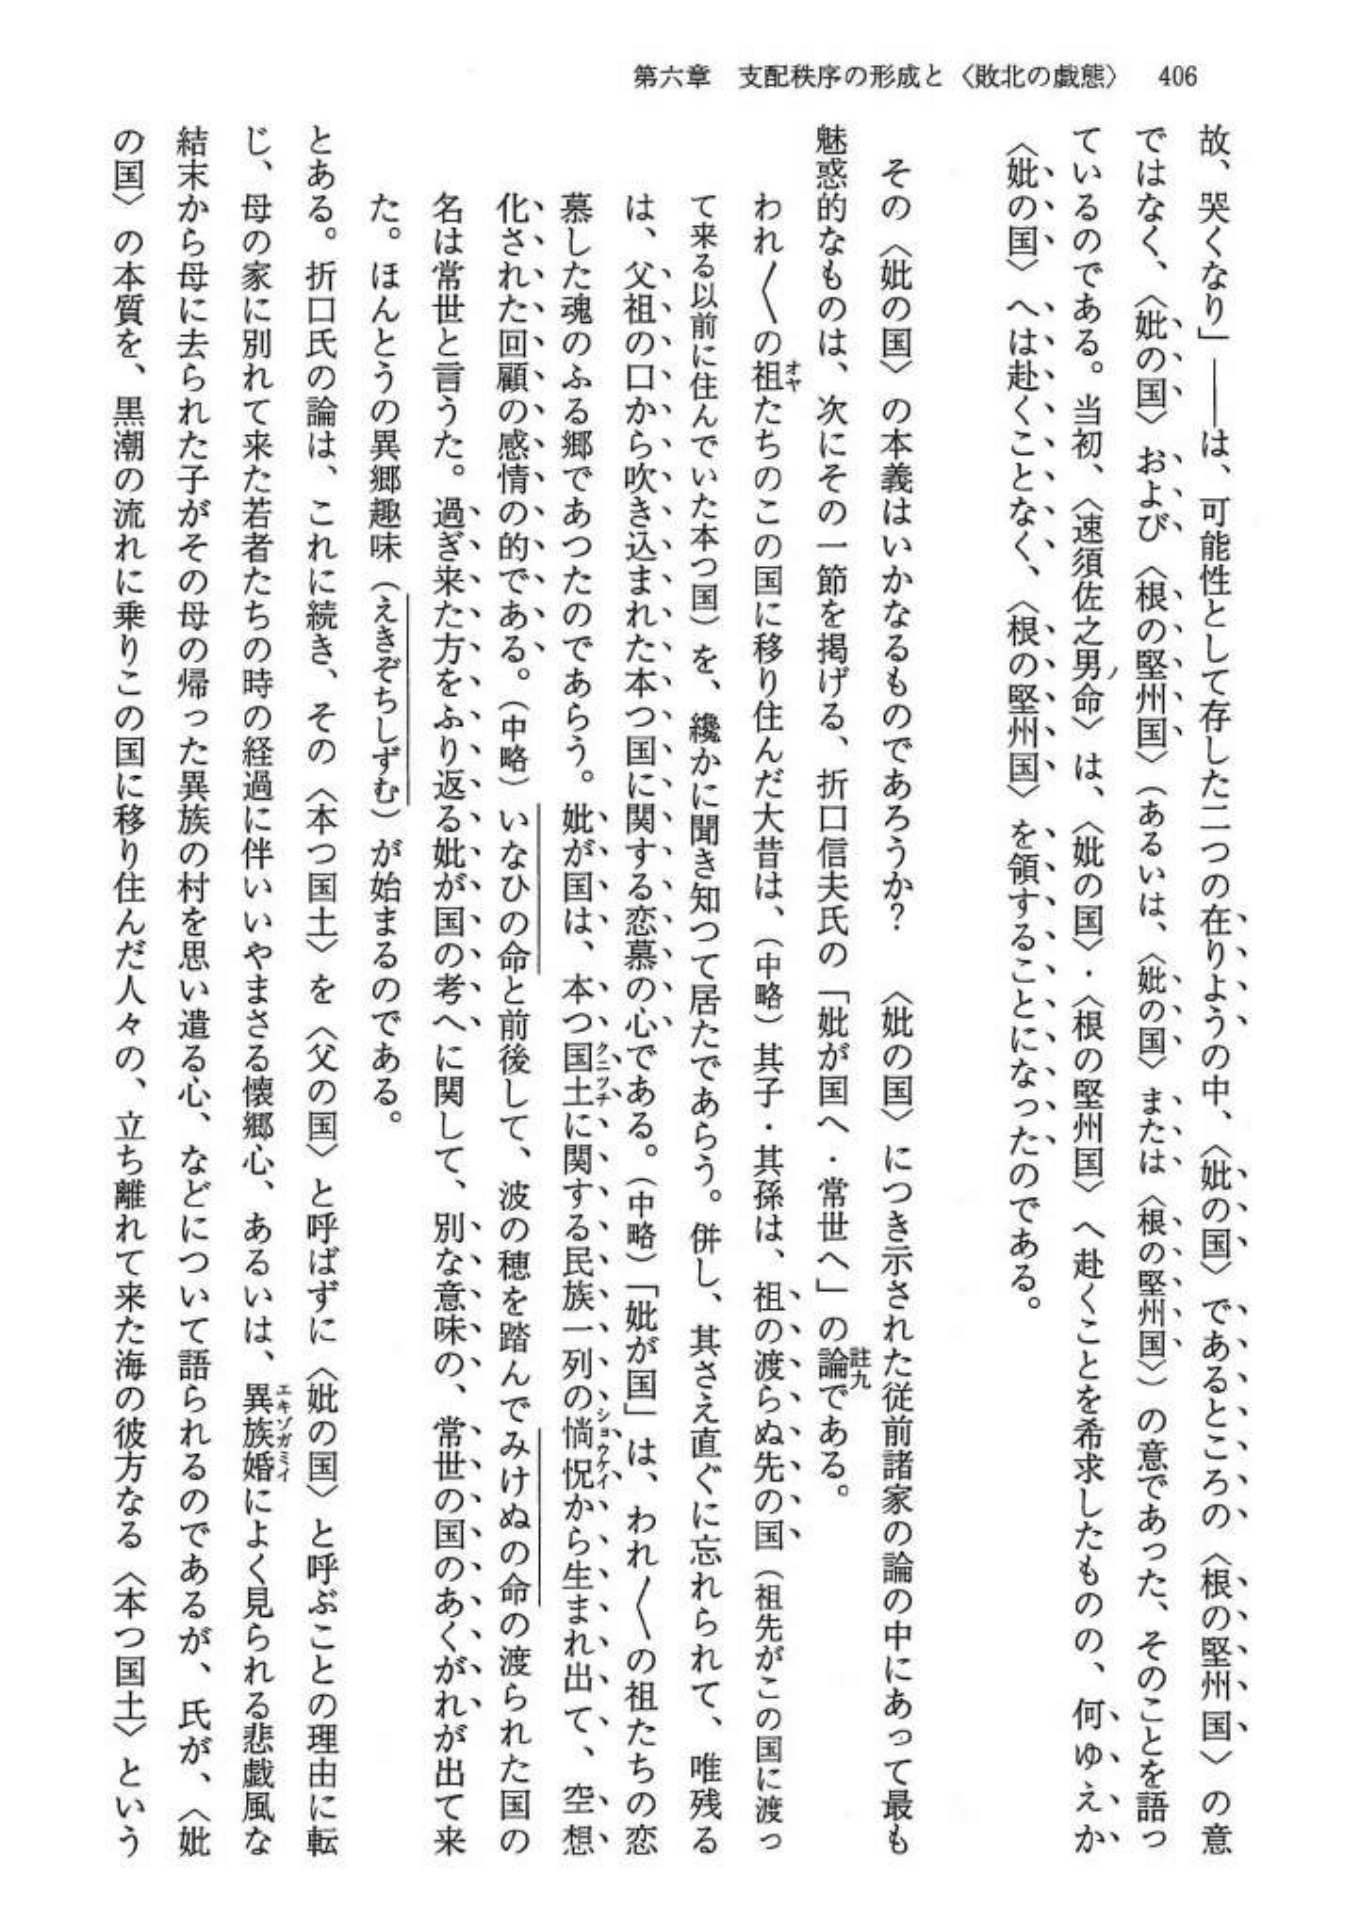 第六章　支配秩序の形成と〈敗北の戯態〉　406
故、哭くなり」――は、可能性として存した二つの在りようの中、〈妣の国〉であるところの〈根の堅州国〉の意
ではなく、〈妣の国〉および〈根の堅州国〉（あるいは、〈妣の国〉または〈根の堅州国〉）の意であった、そのことを語っ
ているのである。当初、〈速須佐之男ノ命〉は、〈妣の国〉・〈根の堅州国〉へ赴くことを希求したものの、何ゆえか
〈妣の国〉へは赴くことなく、〈根の堅州国〉を領することになったのである。
その〈妣の国〉の本義はいかなるものであろうか？　〈妣の国〉につき示された従前諸家の論の中にあって最も
魅惑的なものは、次にその一節を掲げる、折口信夫氏の「妣が国へ・常世へ」の論註九である。
われ〳〵の祖オヤたちのこの国に移り住んだ大昔は、（中略）其子・其孫は、祖の渡らぬ先の国（祖先がこの国に渡っ
て来る以前に住んでいた本つ国）を、纔かに聞き知つて居たであらう。併し、其さえ直ぐに忘れられて、唯残る
は、父祖の口から吹き込まれた本つ国に関する恋慕の心である。（中略）「妣が国」は、われ〳〵の祖たちの恋
慕した魂のふる郷であつたのであらう。妣が国は、本つ国土クニツチに関する民族一列の惝怳ショウケイから生まれ出て、空想
化された回顧の感情の的である。（中略）いなひの命と前後して、波の穂を踏んでみけぬの命の渡られた国の
名は常世と言うた。過ぎ来た方をふり返る妣が国の考へに関して、別な意味の、常世の国のあくがれが出て来
た。ほんとうの異郷趣味（えきぞちしずむ）が始まるのである。
とある。折口氏の論は、これに続き、その〈本つ国土〉を〈父の国〉と呼ばずに〈妣の国〉と呼ぶことの理由に転
じ、母の家に別れて来た若者たちの時の経過に伴いいやまさる懐郷心、あるいは、異族婚エキゾガミイによく見られる悲戯風な
結末から母に去られた子がその母の帰った異族の村を思い遣る心、などについて語られるのであるが、氏が、〈妣
の国〉の本質を、黒潮の流れに乗りこの国に移り住んだ人々の、立ち離れて来た海の彼方なる〈本つ国土〉という